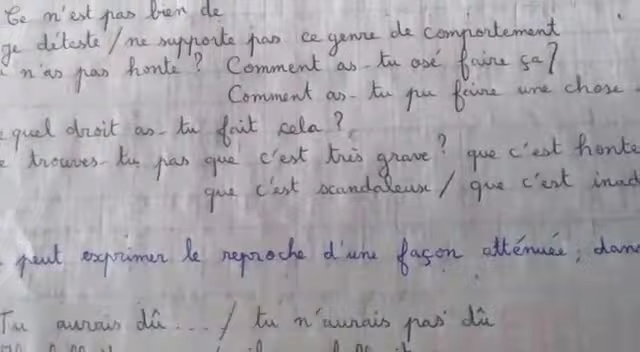 Ce n'est pas bien de
Je déteste / ne supporte pas ce genre de comportement
n'as pas honte ? Comment as-tu osé faire ça ?
Comment as-tu pu faire une chose
quel droit as-tu fait cela ?
trouves-tu pas que c'est très grave ? que c'est honte
que c'est scandaleux / que c'est inad
peut exprimer le reproche d'une façon atténuée, dans
Tu aurais dû ... / tu n'aurais pas dû